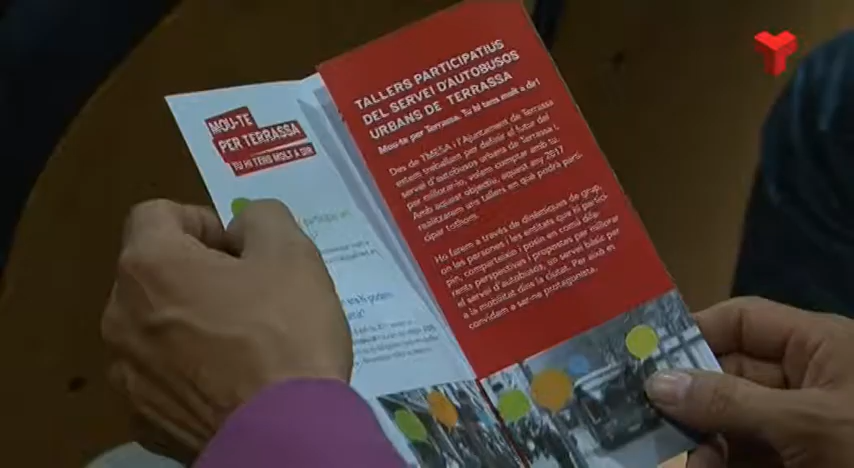 MOU-TE
PER TERRASSA
TU HI TENS MOLT A DIR
TALLERS PARTICIPATIUS
DEL SERVEI D'AUTOBUSOS
URBANS DE TERRASSA
Mou-te per Terrassa. Tu hi tens molt a dir!
Des de TMESA i l'Ajuntament de Terrassa
estem treballant per definir el futur del
servei d'autobusos urbans de Terrassa i,
per millorar-lo, volem comptar amb tu.
Amb aquest objectiu, aquest any 2017
realitzarem uns tallers en què podrà parti-
cipar tothom.
Ho farem a través de dinàmiques de grup,
on les persones i les entitats que hi partici-
pin, comparteixin i posin en comú dife-
rents perspectives i propostes per millorar
el servei d'autobusos, un servei bàsic per
a la mobilitat dins la ciutat. Per això et
convidem a ser-ne protagonista.